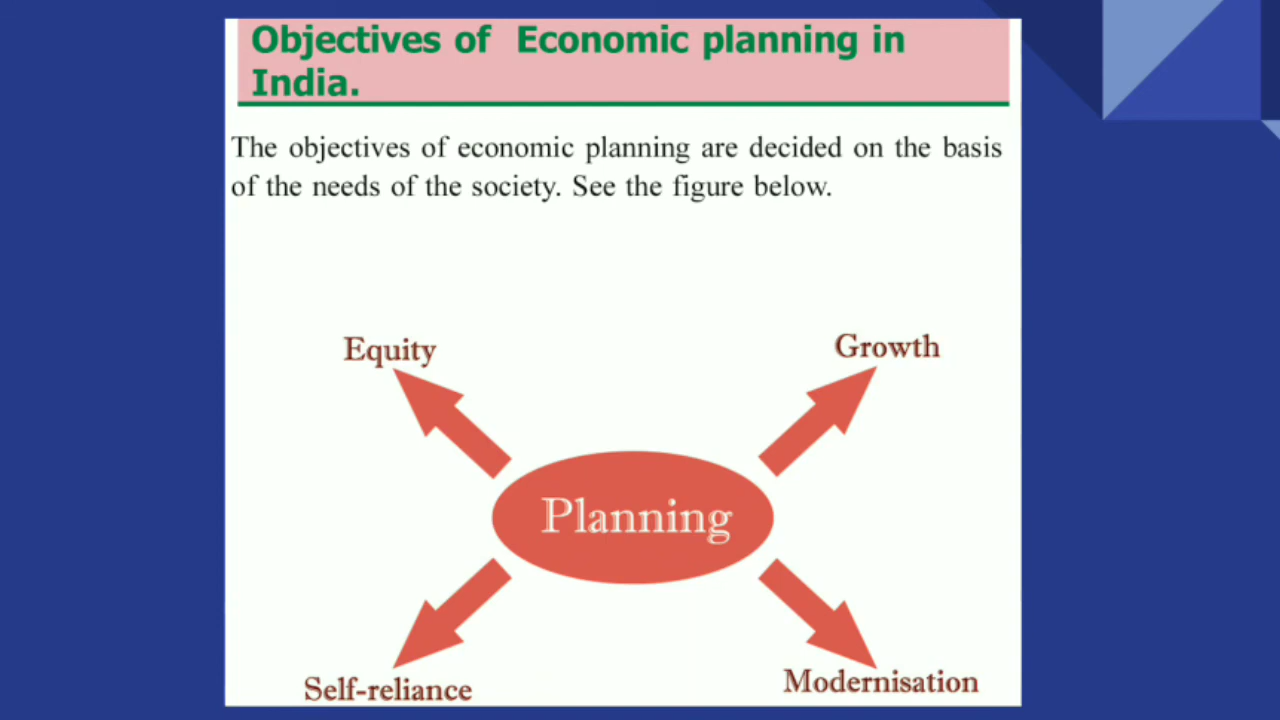 Objectives of Economic planning in
India.
The objectives of economic planning are decided on the basis
of the needs of the society. See the figure below.
Equity
Growth
Planning
Self-reliance
Modernisation